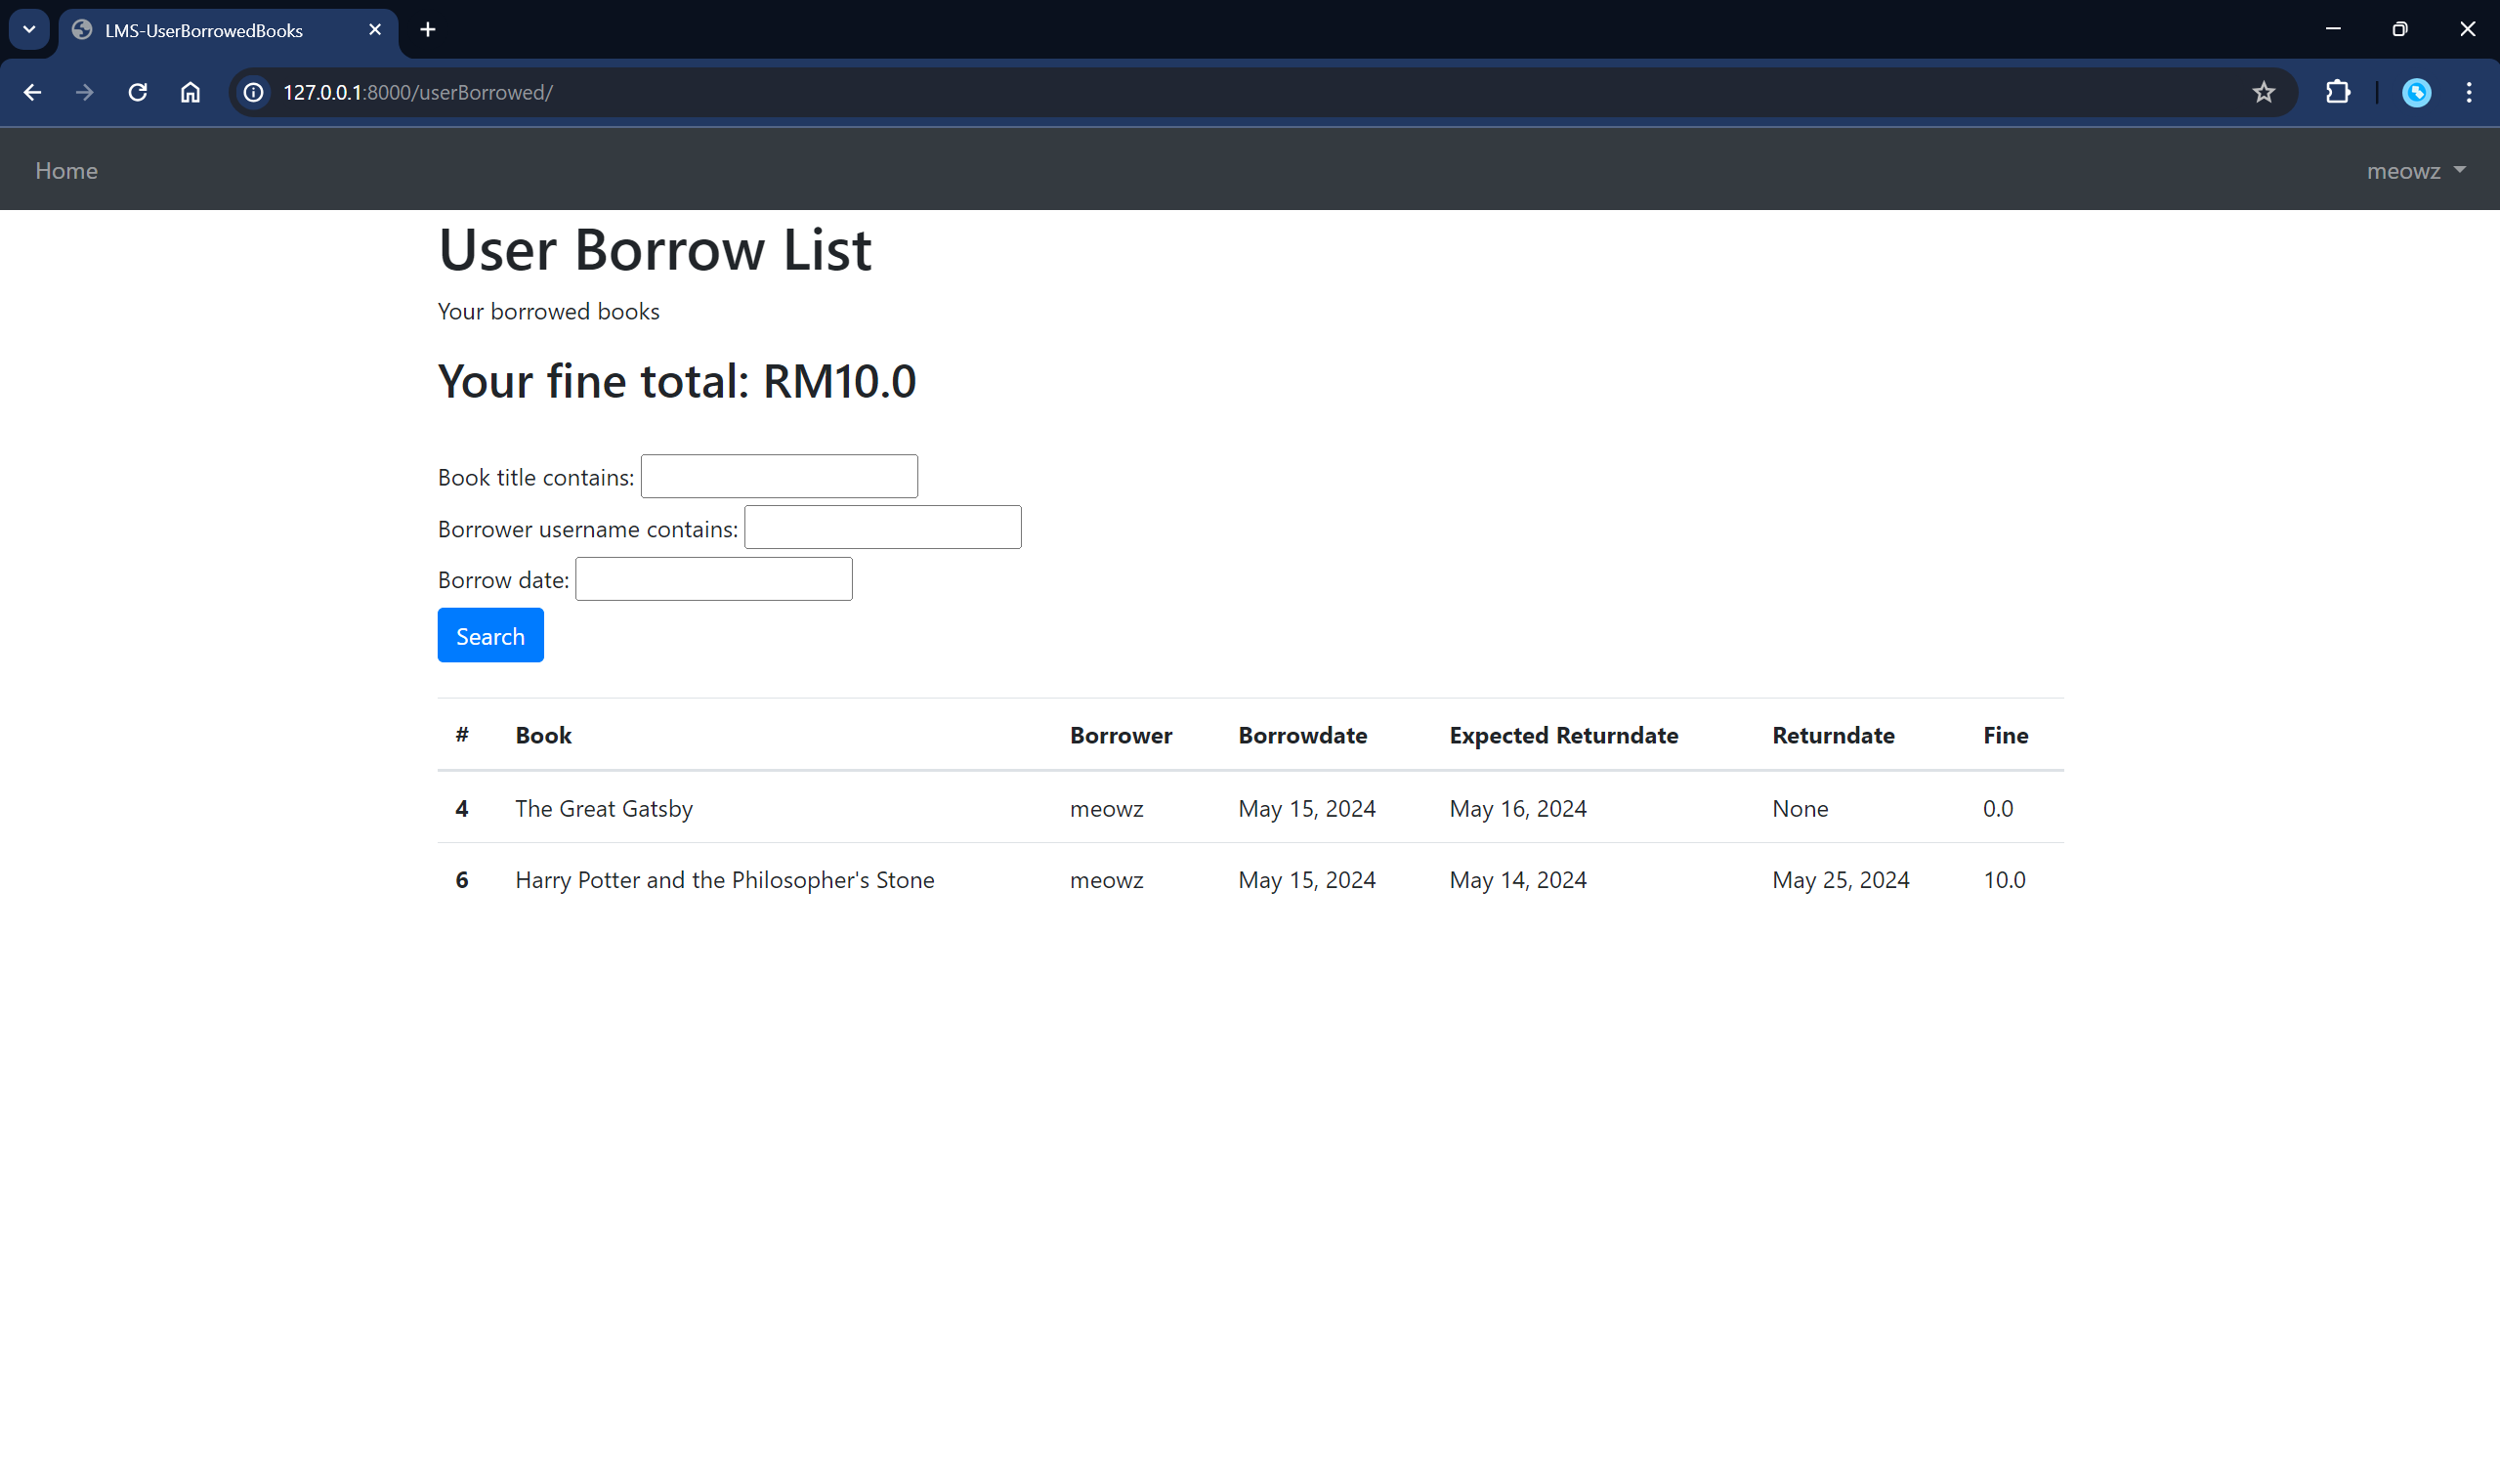 LMS-UserBorrowedBooks
127.0.0.1:8000/userBorrowed/
Home meowz
User Borrow List
Your borrowed books
Your fine total: RM10.0
Book title contains:
Borrower username contains:
Borrow date:
Search
# Book Borrower Borrowdate Expected Returndate Returndate Fine
4 The Great Gatsby meowz May 15, 2024 May 16, 2024 None 0.0
6 Harry Potter and the Philosopher's Stone meowz May 15, 2024 May 14, 2024 May 25, 2024 10.0